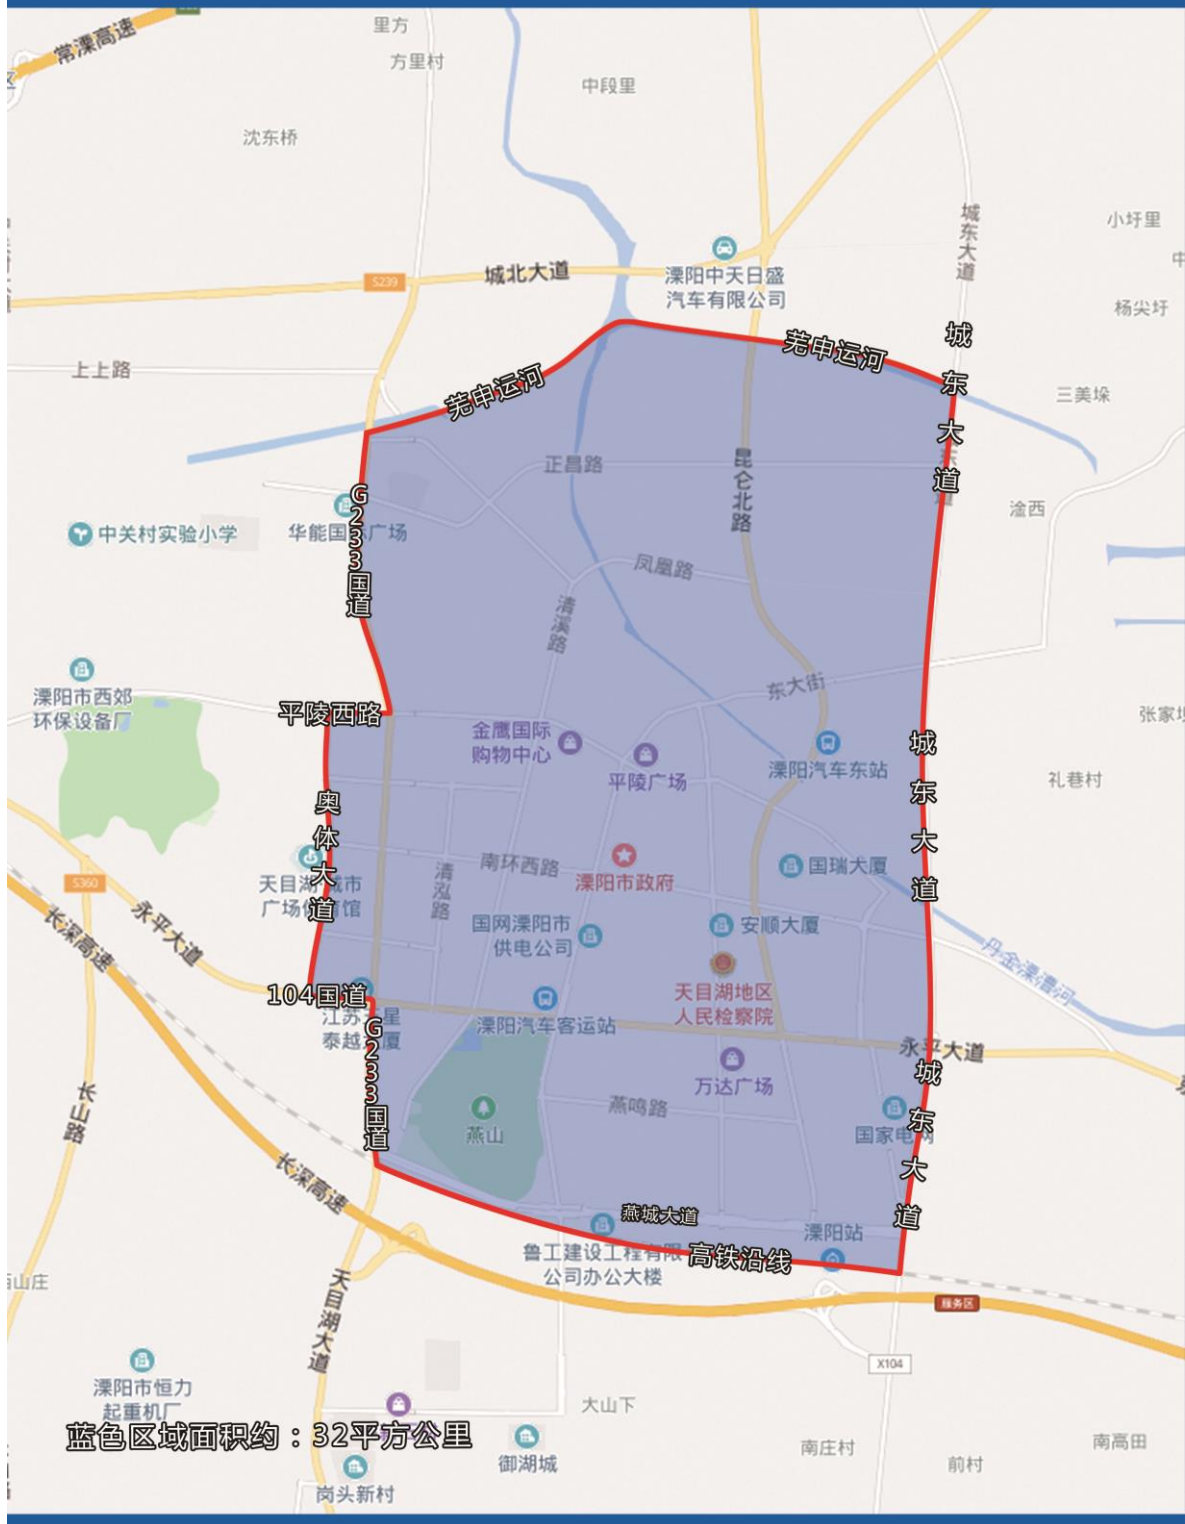 里方
常溧高速
方里村
中段里
沈东桥
城东大道
小圩里
溧阳中天日盛
汽车有限公司
城北大道
S239
杨尖圩
城东大道
芜申运河
芜申运河
上上路
三美垛
正昌路
昆仑北路
G233国道
华能国际广场
中关村实验小学
淦西
凤凰路
清溪路
溧阳市西郊
环保设备厂
东大街
平陵西路
金鹰国际
购物中心
平陵广场
溧阳汽车东站
城东大道
礼巷村
奥体大道
南环西路
溧阳市政府
国瑞大厦
S360
天目湖城市
清泓路
永平大道
长深高速
国网溧阳市
供电公司
安顺大厦
丹金溧漕河
104国道
天目湖地区
人民检察院
溧阳汽车客运站
泰越大厦
G233国道
永平大道
城东大道
万达广场
长山路
燕鸣路
燕山
国家电网
长深高速
燕城大道
溧阳站
高铁沿线
鲁工建设工程有限
公司办公大楼
天目湖大道
服务区
X104
溧阳市恒力
起重机厂
大山下
蓝色区域面积约：32平方公里
御湖城
南庄村
南高田
前村
岗头新村